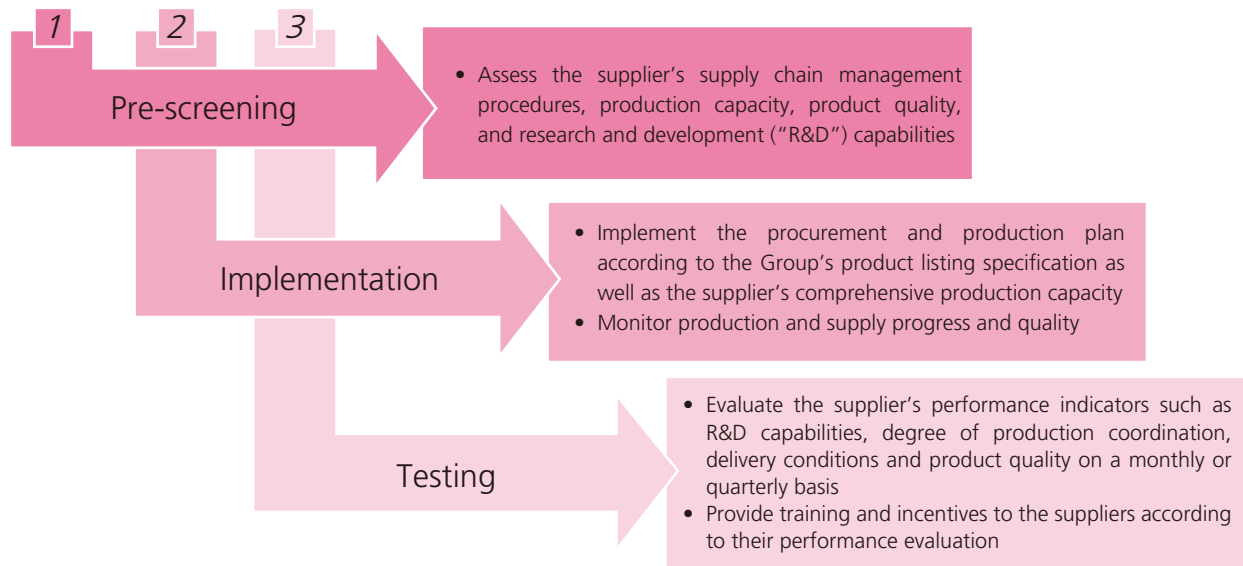 1 2 3
Pre-screening
• Assess the supplier’s supply chain management
procedures, production capacity, product quality,
and research and development (“R&D”) capabilities
Implementation
• Implement the procurement and production plan
according to the Group’s product listing specification as
well as the supplier’s comprehensive production capacity
• Monitor production and supply progress and quality
Testing
• Evaluate the supplier’s performance indicators such as
R&D capabilities, degree of production coordination,
delivery conditions and product quality on a monthly or
quarterly basis
• Provide training and incentives to the suppliers according
to their performance evaluation